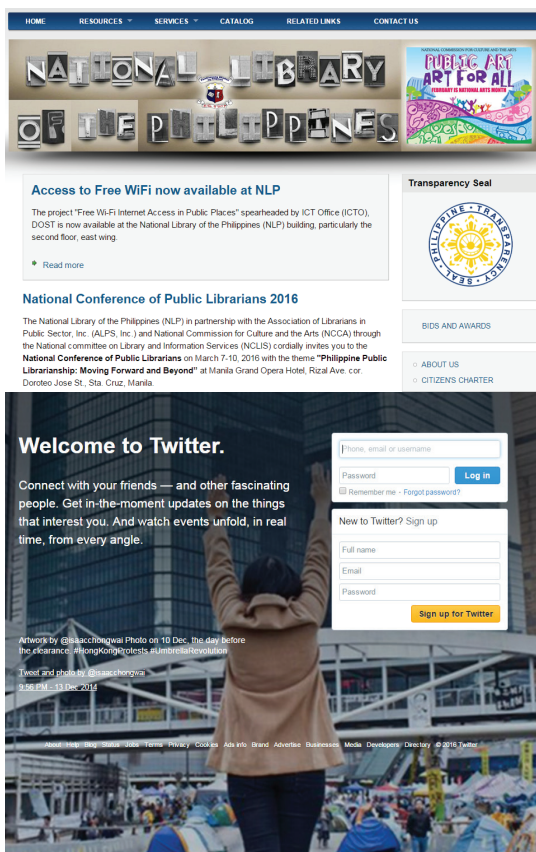 HOME RESOURCES SERVICES CATALOG RELATED LINKS CONTACT US
NATIONAL LIBRARY
OF THE PHILIPPINES
NATIONAL COMMISSION FOR CULTURE AND THE ARTS
PUBLIC ART
ART FOR ALL
FEBRUARY IS NATIONAL ARTS MONTH
Access to Free WiFi now available at NLP
The project "Free Wi-Fi Internet Access in Public Places" spearheaded by ICT Office (ICTO),
DOST is now available at the National Library of the Philippines (NLP) building, particularly the
second floor, east wing.
Read more
National Conference of Public Librarians 2016
The National Library of the Philippines (NLP) in partnership with the Association of Librarians in
Public Sector, Inc. (ALPS, Inc.) and National Commission for Culture and the Arts (NCCA) through
the National committee on Library and Information Services (NCLIS) cordially invites you to the
National Conference of Public Librarians on March 7-10, 2016 with the theme "Philippine Public
Librarianship: Moving Forward and Beyond" at Manila Grand Opera Hotel, Rizal Ave. cor.
Doroteo Jose St., Sta. Cruz, Manila.
Transparency Seal
PHILIPPINE TRANSPARENCY SEAL
BIDS AND AWARDS
ABOUT US
CITIZEN'S CHARTER
Welcome to Twitter.
Connect with your friends — and other fascinating
people. Get in-the-moment updates on the things
that interest you. And watch events unfold, in real
time, from every angle.
Phone, email or username
Password
Log in
Remember me · Forgot password?
New to Twitter? Sign up
Full name
Email
Password
Sign up for Twitter
Artwork by @isaacchongwai Photo on 10 Dec, the day before
the clearance. #HongKongProtests #UmbrellaRevolution
Tweet and photo by @isaacchongwai
9:56 PM - 13 Dec 2014
About Help Blog Status Jobs Terms Privacy Cookies Ads info Brand Advertise Businesses Media Developers Directory © 2016 Twitter